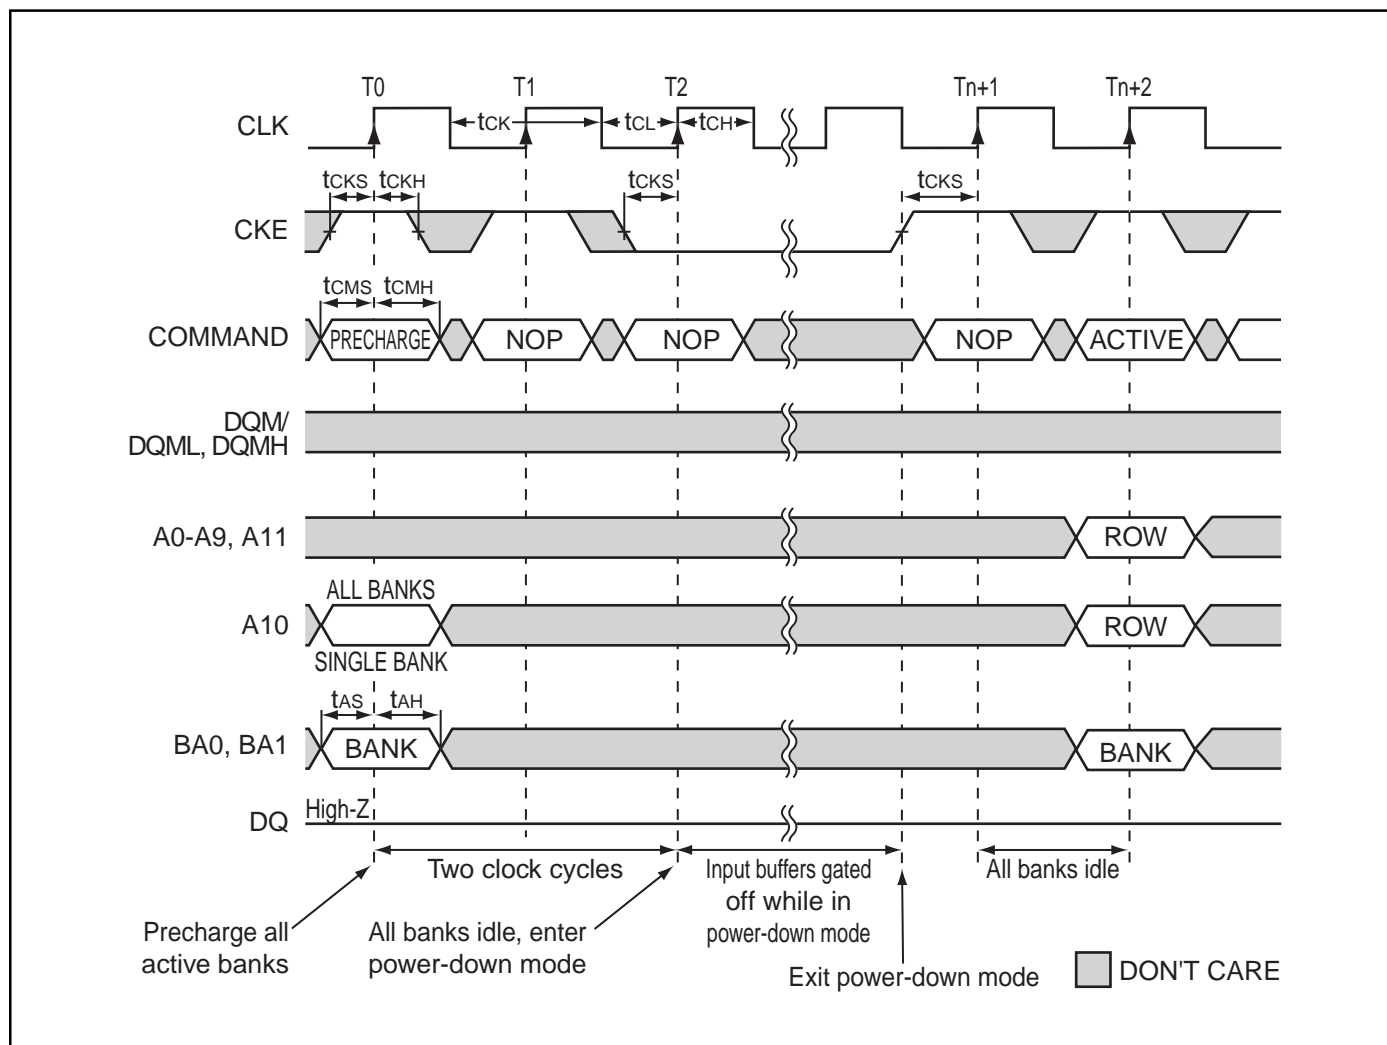 T0 T1 T2 Tn+1 Tn+2
CLK
tCK tCL tCH
tCKS tCKH tCKS tCKS
CKE
tCMS tCMH
COMMAND PRECHARGE NOP NOP NOP ACTIVE
DQM/
DQML, DQMH
A0-A9, A11 ROW
ALL BANKS
A10 ROW
SINGLE BANK
tAS tAH
BA0, BA1 BANK BANK
High-Z
DQ
Two clock cycles
Input buffers gated
off while in
power-down mode
All banks idle
Precharge all
active banks
All banks idle, enter
power-down mode
Exit power-down mode
DON'T CARE